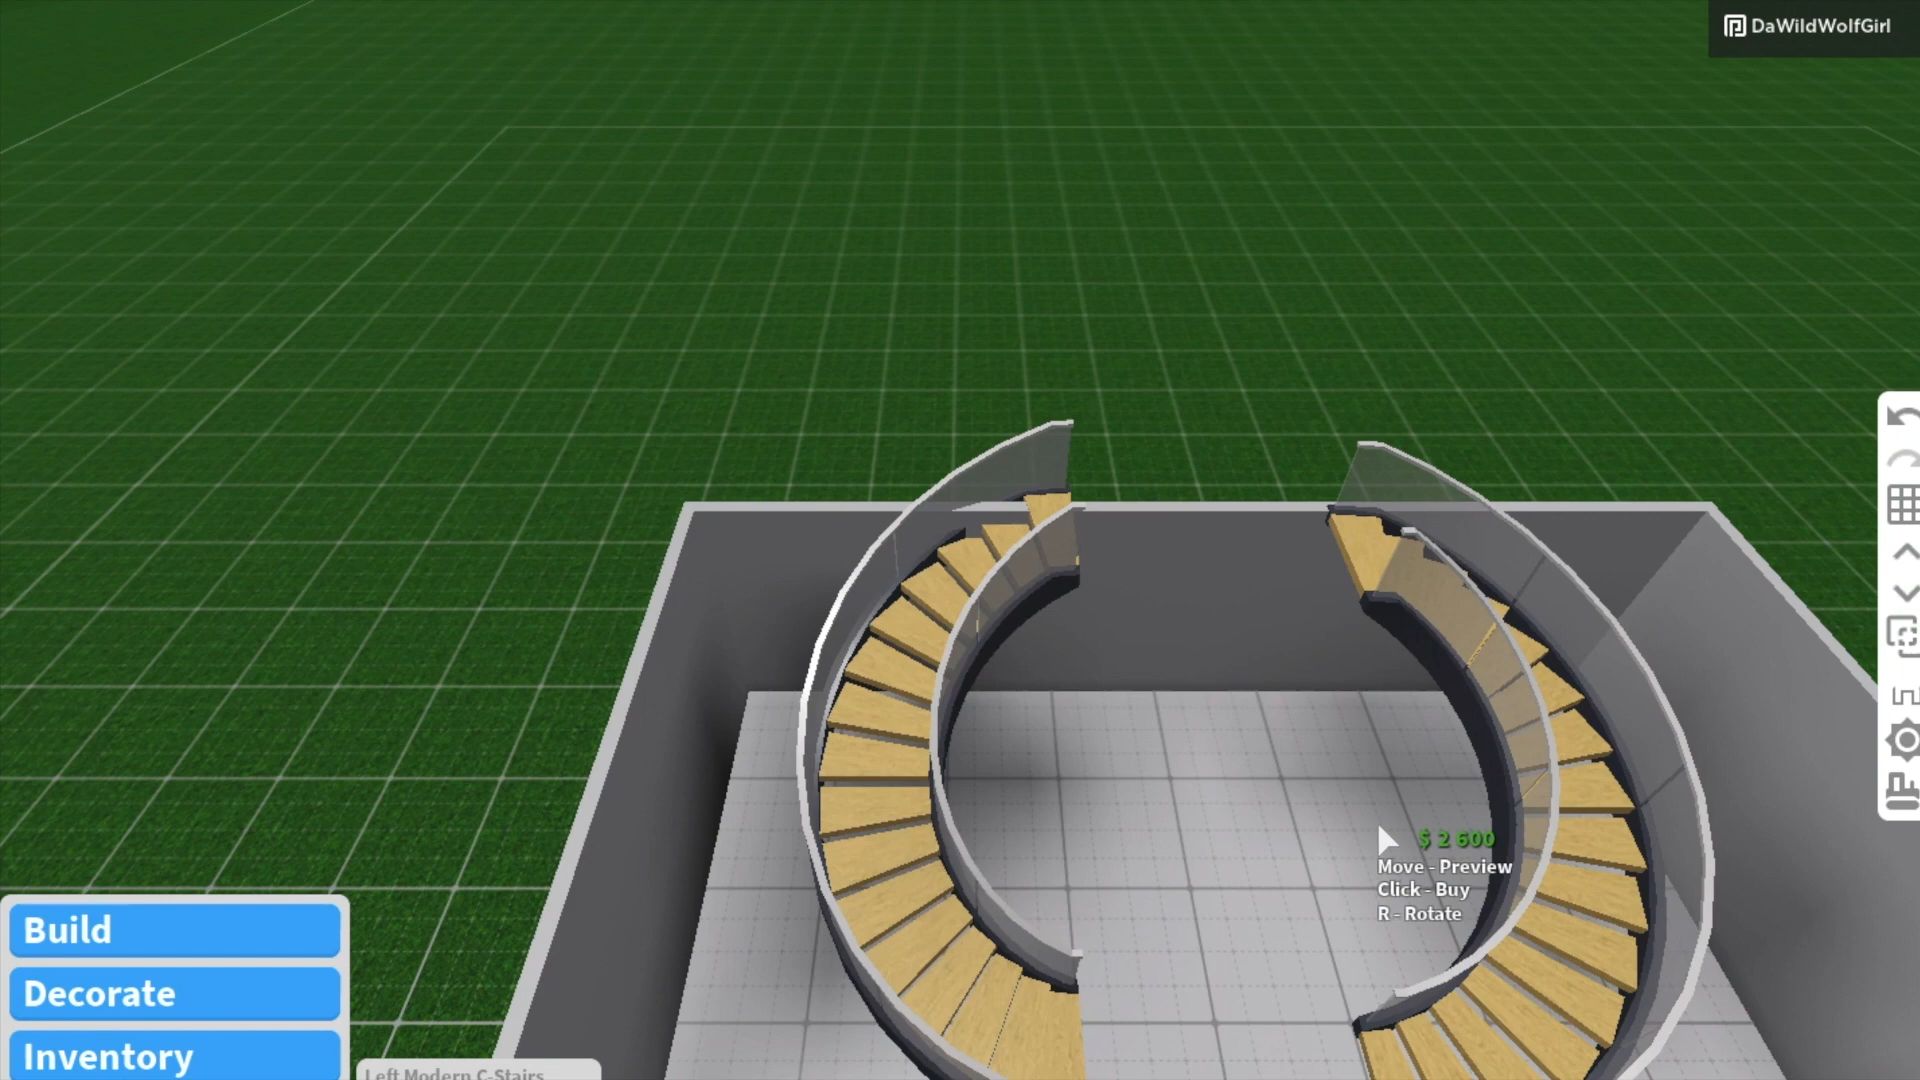 DaWildWolfGirl
$ 2 600
Move - Preview
Click - Buy
R - Rotate
Build
Decorate
Inventory
Left Modern C-Stairs